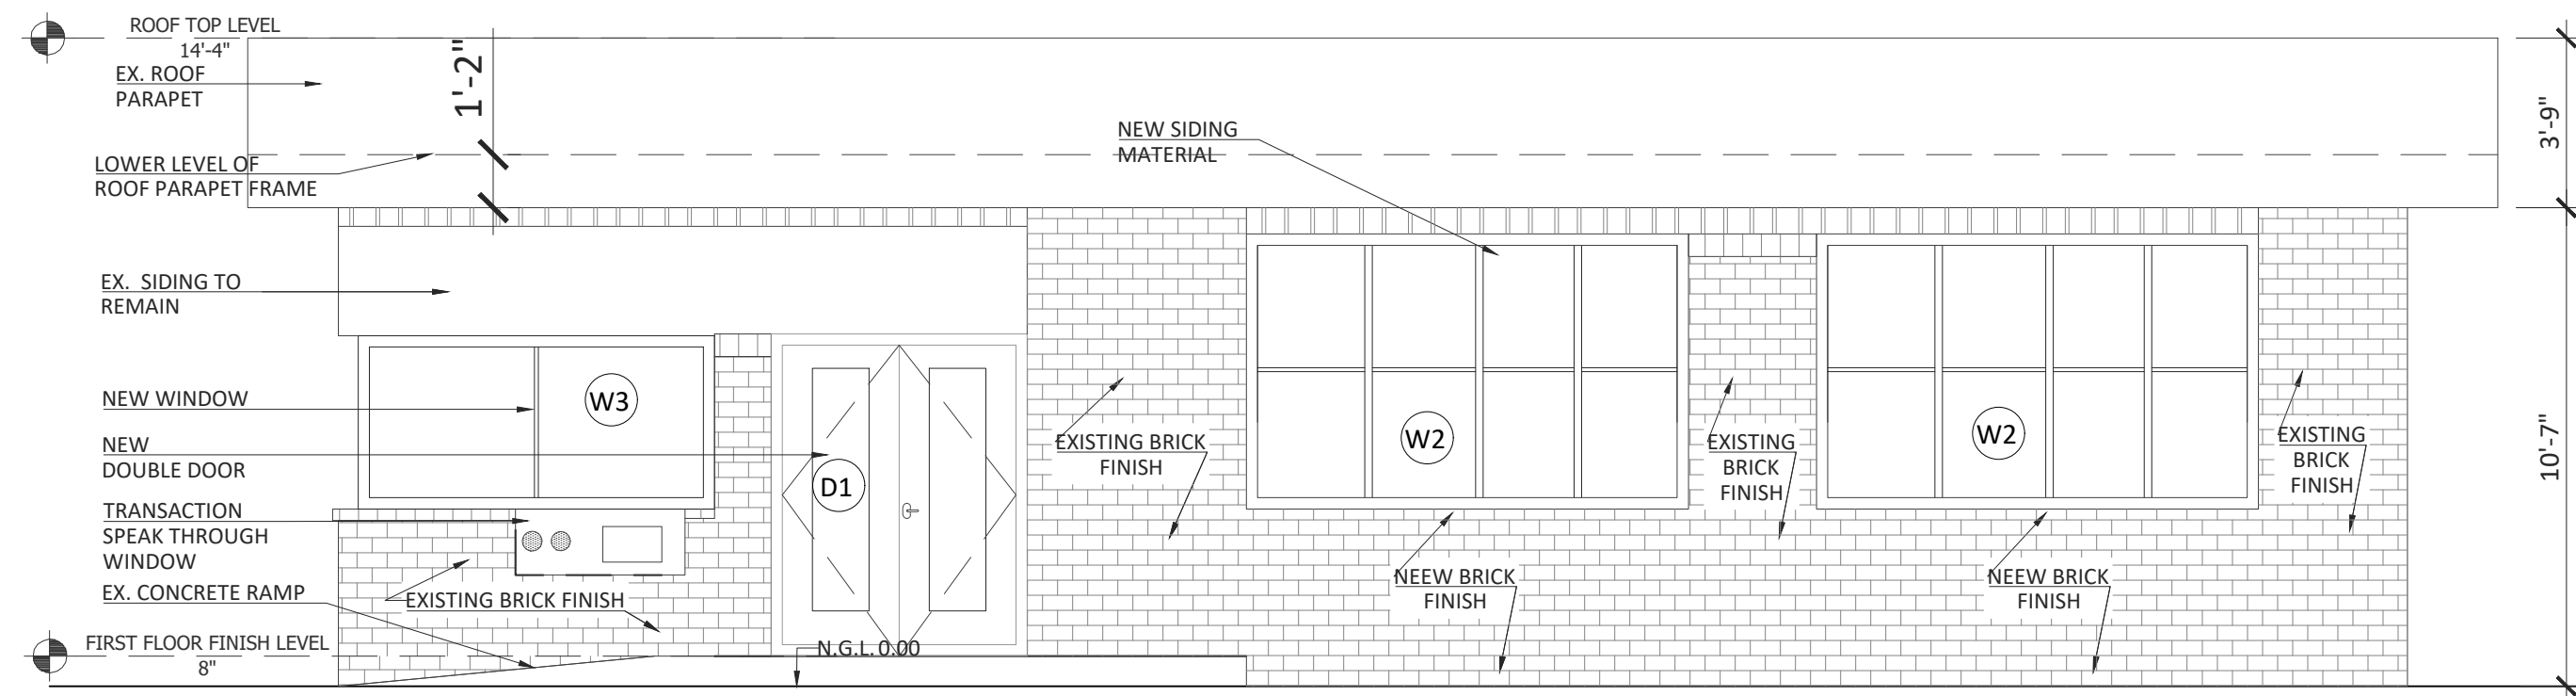 ROOF TOP LEVEL
14'-4"
EX. ROOF
PARAPET
1'-2"
LOWER LEVEL OF
ROOF PARAPET FRAME
NEW SIDING
MATERIAL
3'-9"
EX. SIDING TO
REMAIN
NEW WINDOW
W3
NEW
DOUBLE DOOR
D1
EXISTING BRICK
FINISH
W2
EXISTING
BRICK
FINISH
W2
EXISTING
BRICK
FINISH
10'-7"
TRANSACTION
SPEAK THROUGH
WINDOW
EX. CONCRETE RAMP
EXISTING BRICK FINISH
NEEW BRICK
FINISH
NEEW BRICK
FINISH
FIRST FLOOR FINISH LEVEL
8"
N.G.L. 0.00